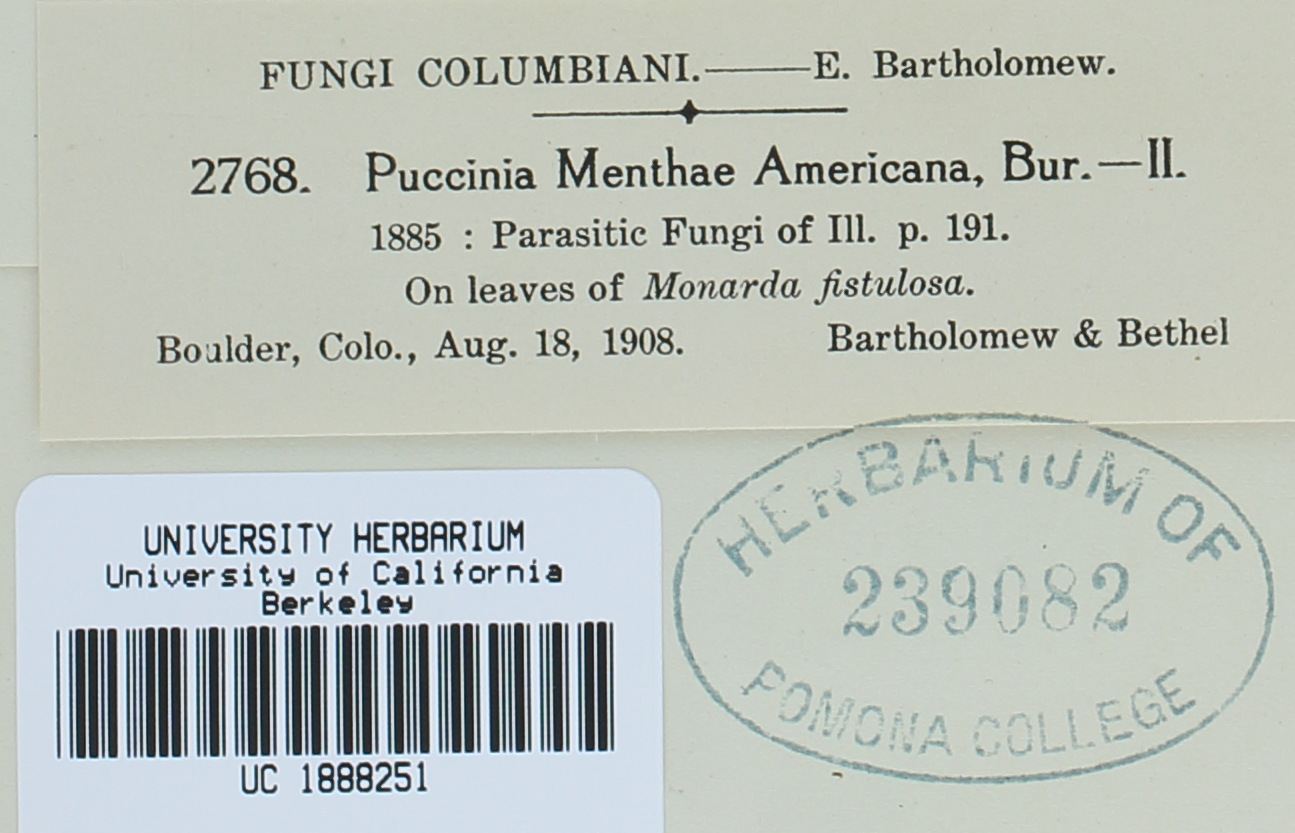 FUNGI COLUMBIANI.——E. Bartholomew.
2768. Puccinia Menthae Americana, Bur.—II.
1885 : Parasitic Fungi of Ill. p. 191.
On leaves of Monarda fistulosa.
Boulder, Colo., Aug. 18, 1908. Bartholomew & Bethel
HERBARIUM OF
239082
POMONA COLLEGE
UNIVERSITY HERBARIUM
University of California
Berkeley
UC 1888251